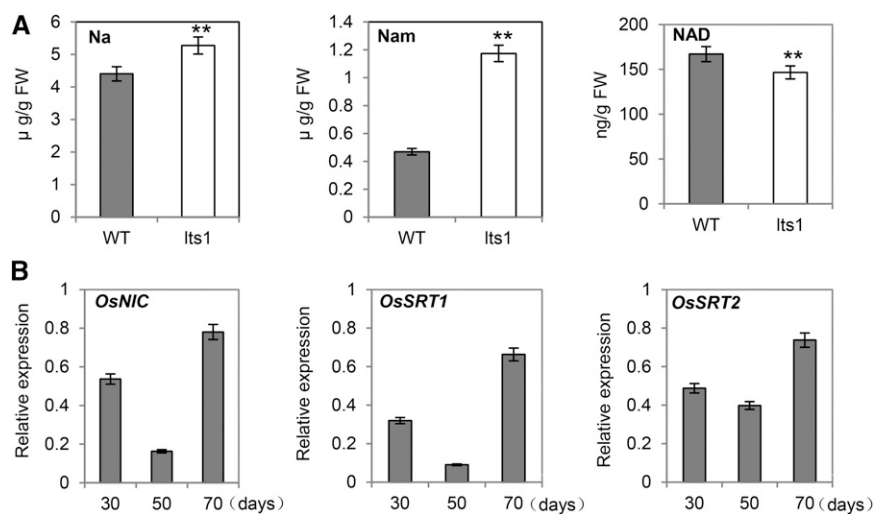 A
Na
**
µ g/g FW
6
5
4
3
2
1
0
WT
lts1
Nam
**
µ g/g FW
1.4
1.2
1
0.8
0.6
0.4
0.2
0
WT
lts1
NAD
**
ng/g FW
200
150
100
50
0
WT
lts1
B
OsNIC
Relative expression
1
0.8
0.6
0.4
0.2
0
30 50 70（days）
OsSRT1
Relative expression
1
0.8
0.6
0.4
0.2
0
30 50 70（days）
OsSRT2
Relative expression
1
0.8
0.6
0.4
0.2
0
30 50 70（days）